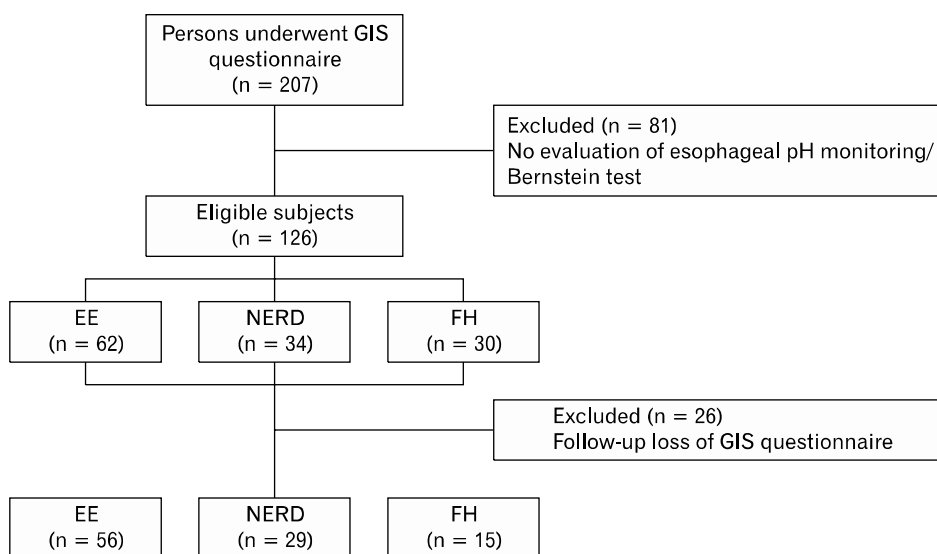 Persons underwent GIS
questionnaire
(n = 207)
Excluded (n = 81)
No evaluation of esophageal pH monitoring/
Bernstein test
Eligible subjects
(n = 126)
EE
(n = 62)
NERD
(n = 34)
FH
(n = 30)
Excluded (n = 26)
Follow-up loss of GIS questionnaire
EE
(n = 56)
NERD
(n = 29)
FH
(n = 15)